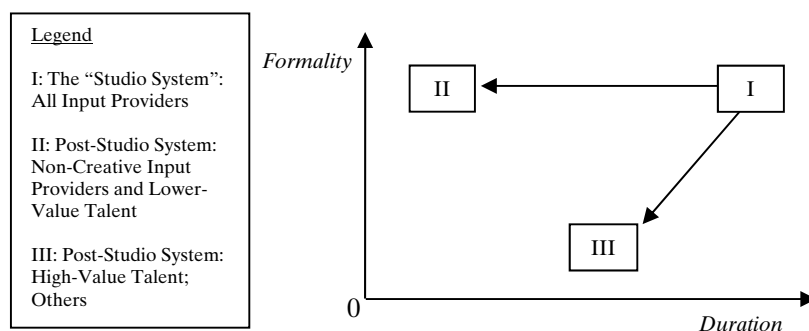 Legend
I: The “Studio System”:
All Input Providers
II: Post-Studio System:
Non-Creative Input
Providers and Lower-
Value Talent
III: Post-Studio System:
High-Value Talent;
Others
Formality
II
I
III
0
Duration